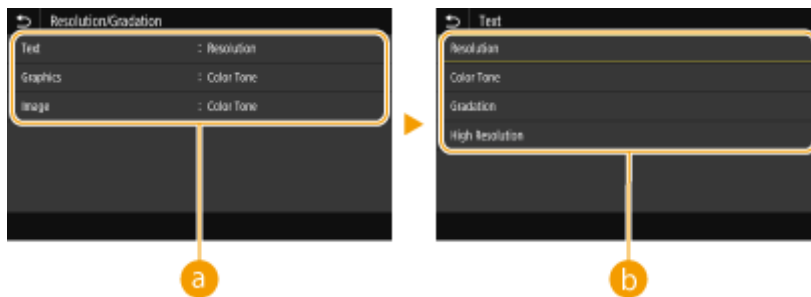 Resolution/Gradation
Text : Resolution
Graphics : Color Tone
Image : Color Tone
a
Text
Resolution
Color Tone
Gradation
High Resolution
b